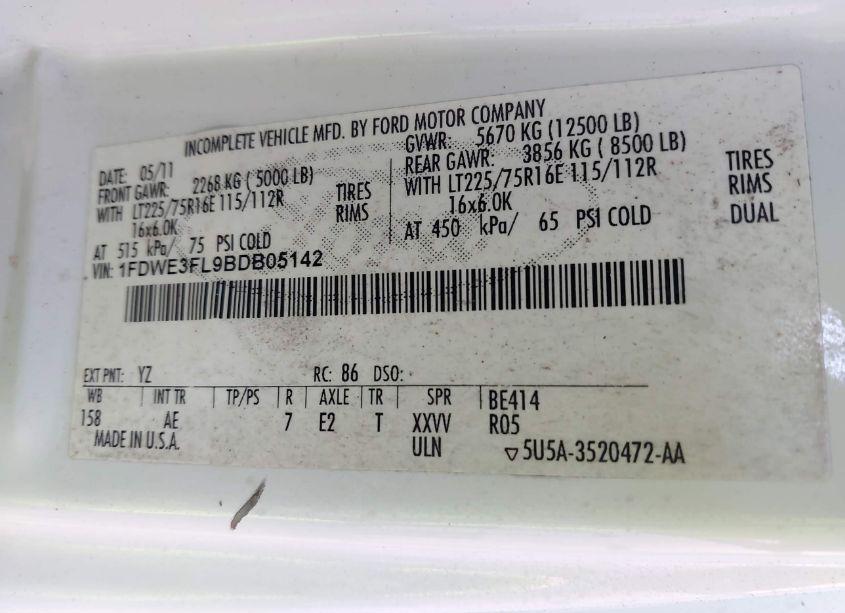 INCOMPLETE VEHICLE MFD. BY FORD MOTOR COMPANY
DATE: 05/11
FRONT GAWR: 2268 KG ( 5000 LB)
WITH LT225/75R16E 115/112R TIRES
16x6.0K RIMS
AT 515 kPa/ 75 PSI COLD
GVWR: 5670 KG (12500 LB)
REAR GAWR: 3856 KG ( 8500 LB)
WITH LT225/75R16E 115/112R TIRES
16x6.0K RIMS
AT 450 kPa/ 65 PSI COLD DUAL
VIN: 1FDWE3FL9BDB05142
EXT PNT: YZ RC: 86 DSO:
WB INT TR TP/PS R AXLE TR SPR BE414
158 AE 7 E2 T XXVV R05
MADE IN U.S.A. ULN ▽5U5A-3520472-AA